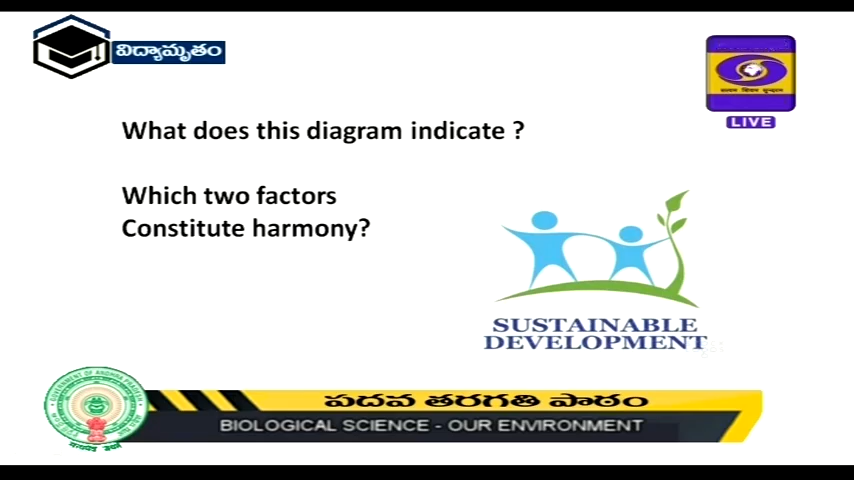 విద్యామృతం
LIVE
What does this diagram indicate ?
Which two factors
Constitute harmony?
SUSTAINABLE
DEVELOPMENT
పదవ తరగతి పాఠం
BIOLOGICAL SCIENCE - OUR ENVIRONMENT